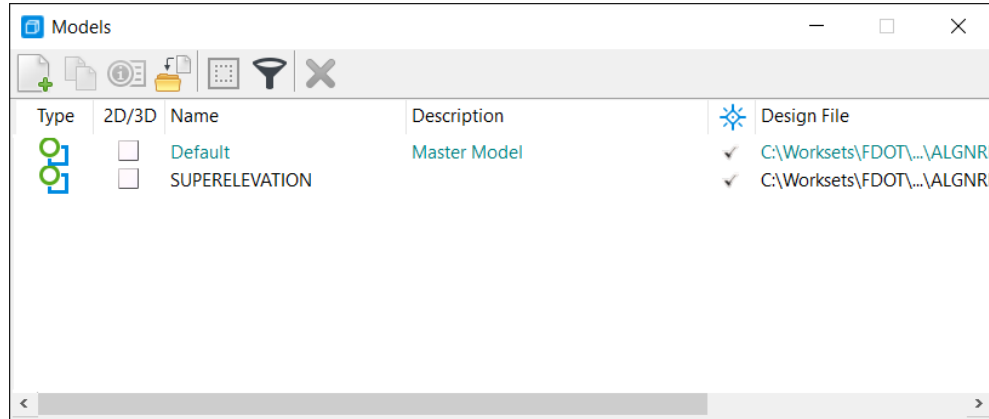 Models
Type 2D/3D Name Description Design File
Default Master Model C:\Worksets\FDOT\...\ALGNR
SUPERELEVATION C:\Worksets\FDOT\...\ALGNR